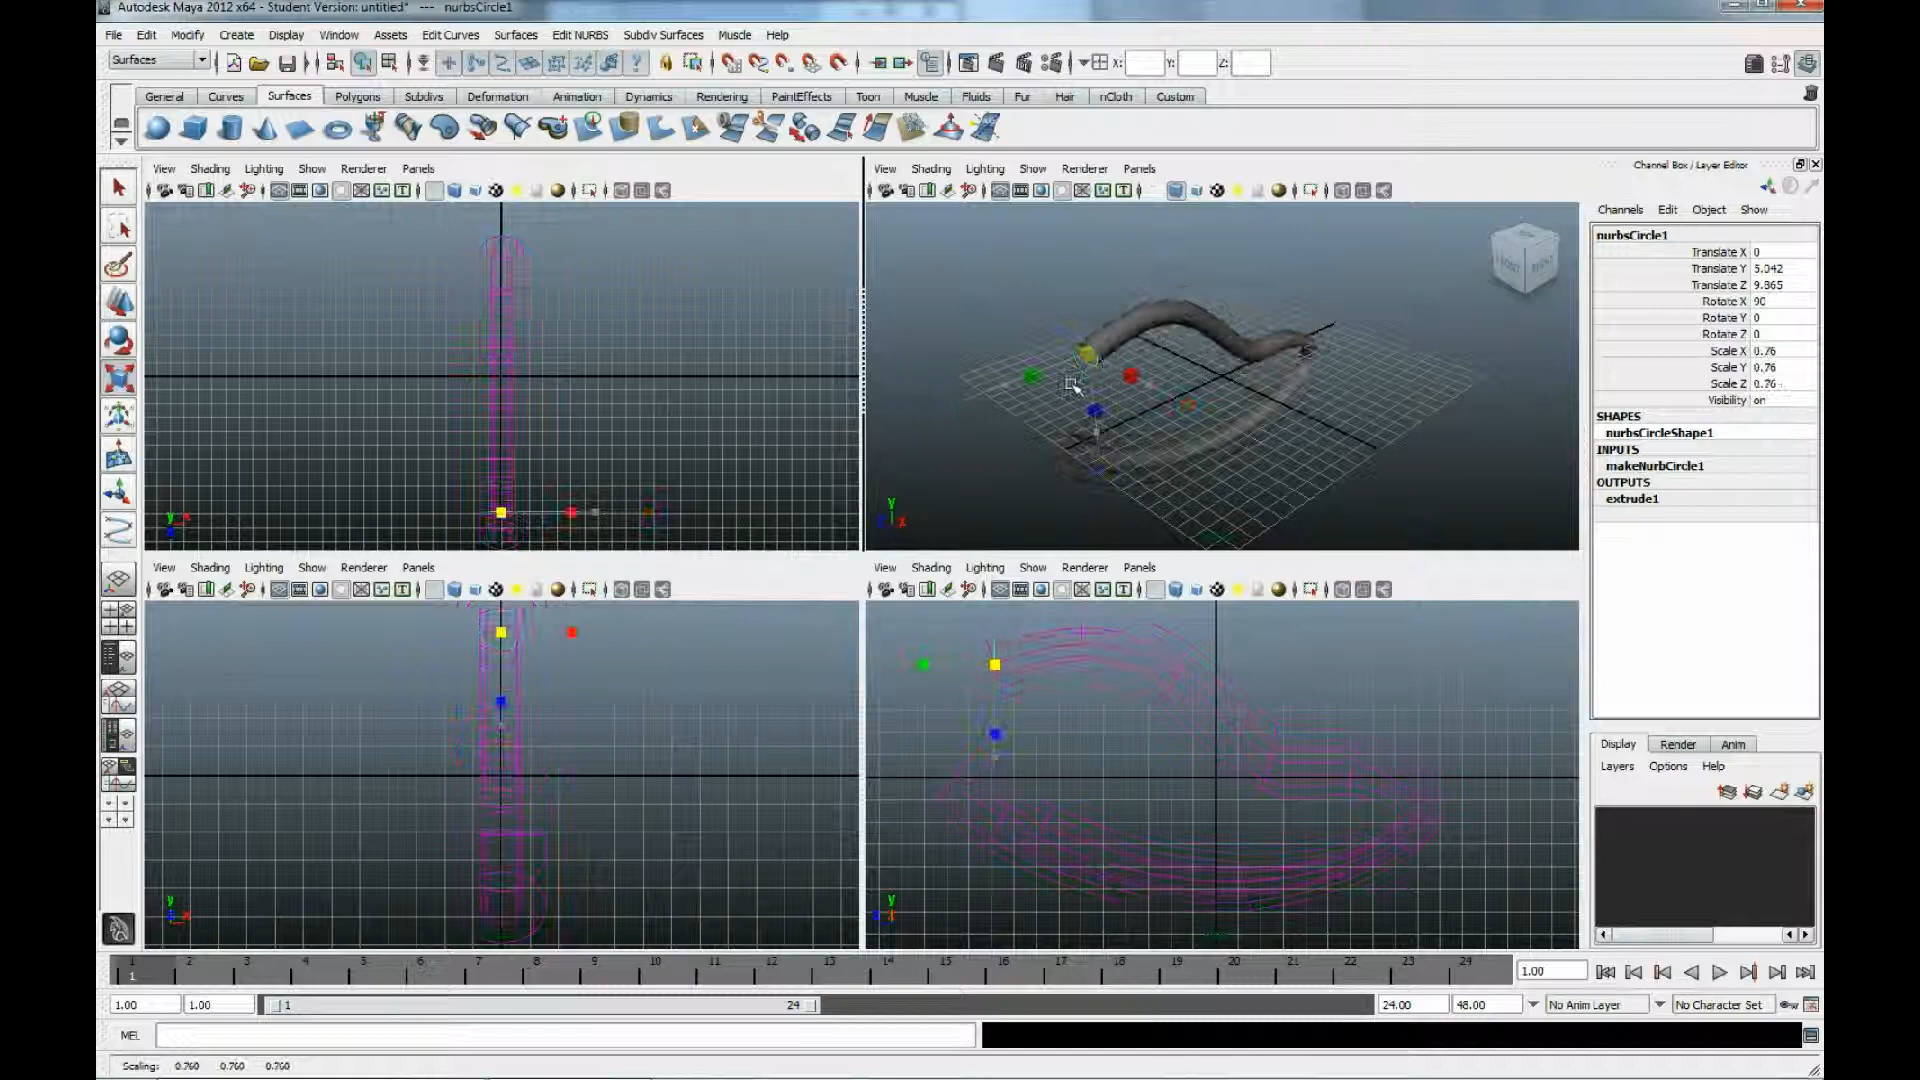 Autodesk Maya 2012 x64 - Student Version: untitled* --- nurbsCircle1
File Edit Modify Create Display Window Assets Edit Curves Surfaces Edit NURBS Subdiv Surfaces Muscle Help
Surfaces X: Y: Z:
General Curves Surfaces Polygons Subdivs Deformation Animation Dynamics Rendering PaintEffects Toon Muscle Fluids Fur Hair nCloth Custom
View Shading Lighting Show Renderer Panels
View Shading Lighting Show Renderer Panels
Channel Box / Layer Editor
Channels Edit Object Show
nurbsCircle1
Translate X 0
Translate Y 5.042
Translate Z 9.865
Rotate X 90
Rotate Y 0
Rotate Z 0
Scale X 0.76
Scale Y 0.76
Scale Z 0.76
Visibility on
SHAPES
nurbsCircleShape1
INPUTS
makeNurbCircle1
OUTPUTS
extrude1
View Shading Lighting Show Renderer Panels
View Shading Lighting Show Renderer Panels
Display Render Anim
Layers Options Help
1 2 3 4 5 6 7 8 9 10 11 12 13 14 15 16 17 18 19 20 21 22 23 24
1 1.00
1.00 1.00 1 24 24.00 48.00 No Anim Layer No Character Set
MEL
Scaling: 0.760 0.760 0.760